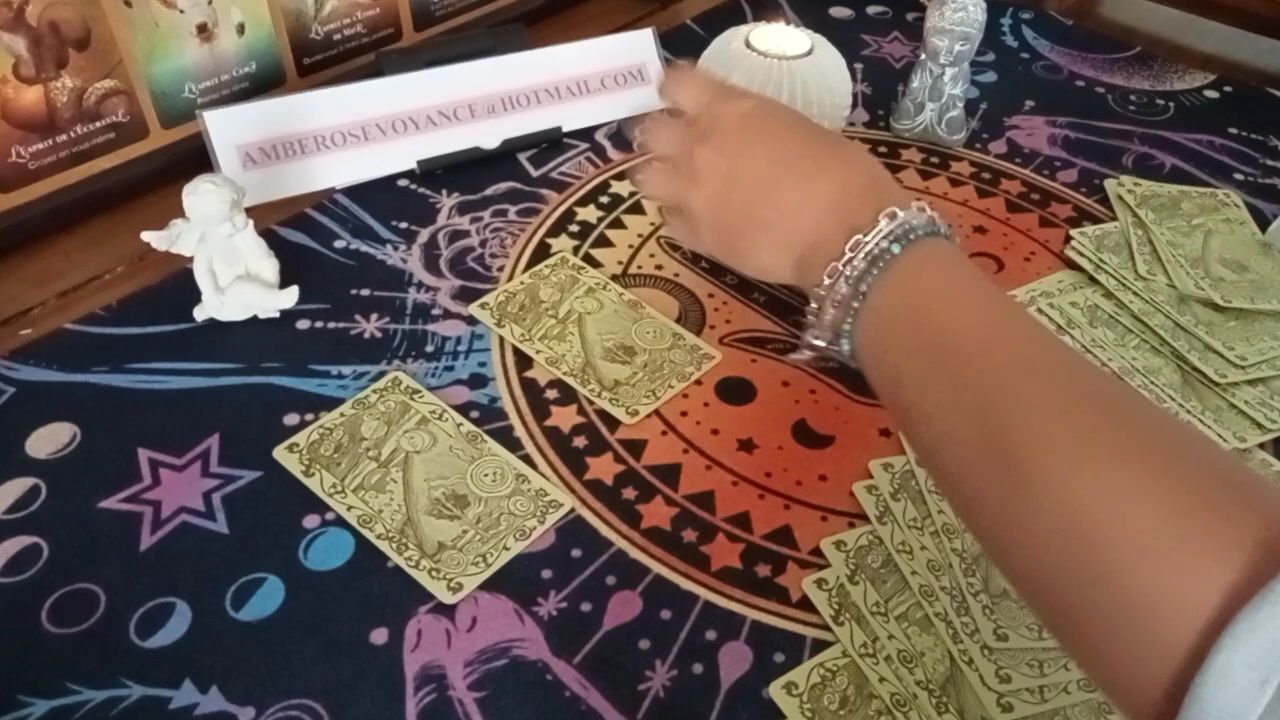 L'ESPRIT DE L'ÉCUREUIL
Croyez en vous-même
L'ESPRIT DU CERF
L'ESPRIT DE L'ÉTOILE
DE MER
AMBEROSEVOYANCE@HOTMAIL.COM